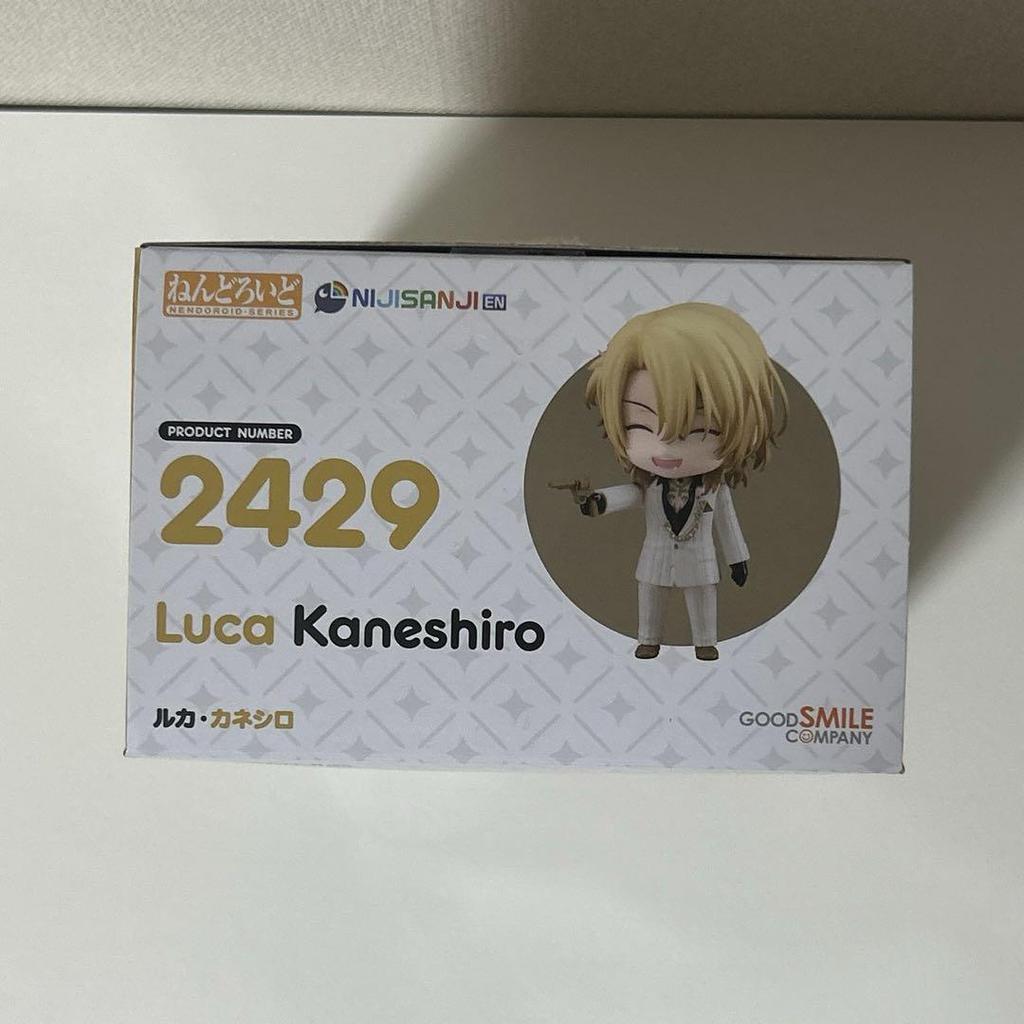 ねんどろいど
NENDOROID·SERIES
NIJISANJI EN
PRODUCT NUMBER
2429
Luca Kaneshiro
ルカ・カネシロ
GOOD SMILE
COMPANY